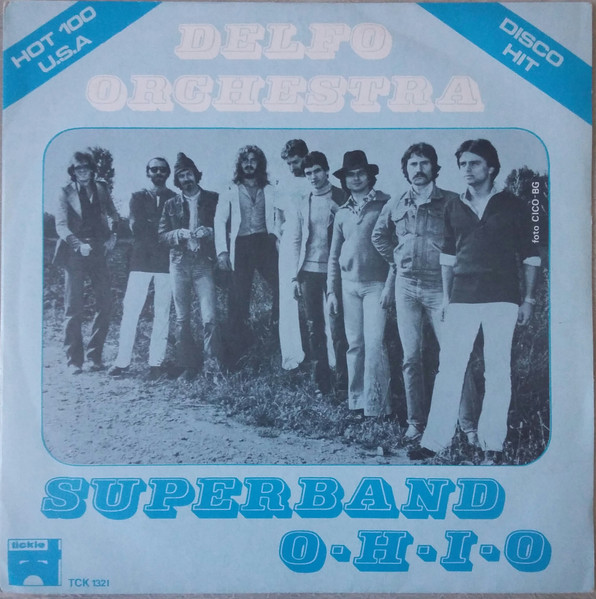 HOT 100
U.S.A
DISCO
HIT
DELFO
ORCHESTRA
foto CICO-BG
SUPERBAND
O·H·I·O
tickle
TCK 1321